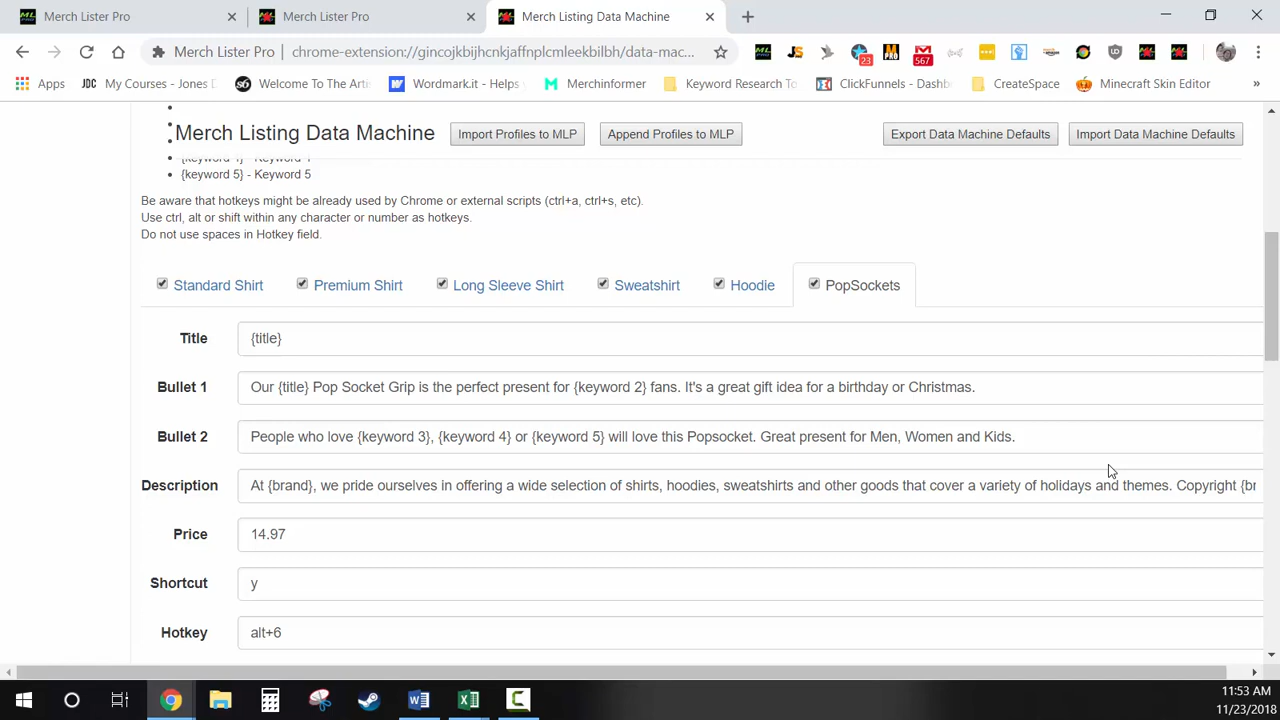 Merch Lister Pro
Merch Lister Pro
Merch Listing Data Machine
Merch Lister Pro
chrome-extension://gincojkbijhcnkjaffnplcmleekbilbh/data-mac...
23
567
Apps
JDC My Courses - Jones D
Welcome To The Arti
Wordmark.it - Helps y
Merchinformer
Keyword Research To
ClickFunnels - Dashb
CreateSpace
Minecraft Skin Editor
»
Merch Listing Data Machine
Import Profiles to MLP
Append Profiles to MLP
Export Data Machine Defaults
Import Data Machine Defaults
{keyword 5} - Keyword 5
Be aware that hotkeys might be already used by Chrome or external scripts (ctrl+a, ctrl+s, etc).
Use ctrl, alt or shift within any character or number as hotkeys.
Do not use spaces in Hotkey field.
Standard Shirt
Premium Shirt
Long Sleeve Shirt
Sweatshirt
Hoodie
PopSockets
Title
{title}
Bullet 1
Our {title} Pop Socket Grip is the perfect present for {keyword 2} fans. It's a great gift idea for a birthday or Christmas.
Bullet 2
People who love {keyword 3}, {keyword 4} or {keyword 5} will love this Popsocket. Great present for Men, Women and Kids.
Description
At {brand}, we pride ourselves in offering a wide selection of shirts, hoodies, sweatshirts and other goods that cover a variety of holidays and themes. Copyright {br
Price
14.97
Shortcut
y
Hotkey
alt+6
11:53 AM
11/23/2018